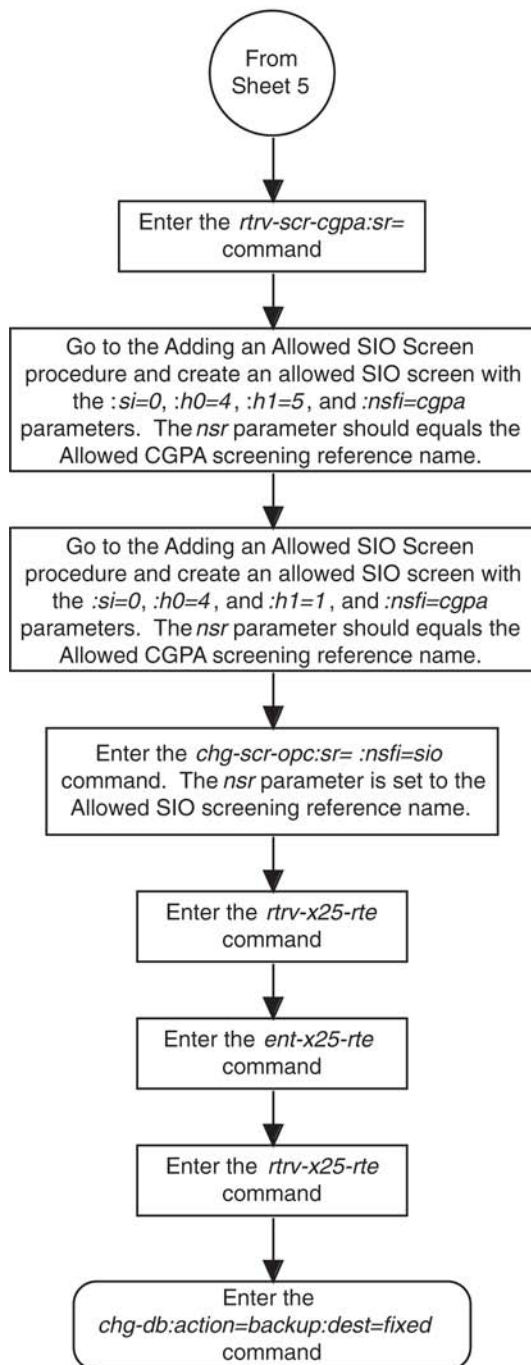 From
Sheet 5
Enter the rtrv-scr-cgpa:sr=
command
Go to the Adding an Allowed SIO Screen
procedure and create an allowed SIO screen with
the :si=0, :h0=4, :h1=5, and :nsfi=cgpa
parameters. The nsr parameter should equals the
Allowed CGPA screening reference name.
Go to the Adding an Allowed SIO Screen
procedure and create an allowed SIO screen with
the :si=0, :h0=4, and :h1=1, and :nsfi=cgpa
parameters. The nsr parameter should equals the
Allowed CGPA screening reference name.
Enter the chg-scr-opc:sr= :nsfi=sio
command. The nsr parameter is set to the
Allowed SIO screening reference name.
Enter the rtrv-x25-rte
command
Enter the ent-x25-rte
command
Enter the rtrv-x25-rte
command
Enter the
chg-db:action=backup:dest=fixed
command